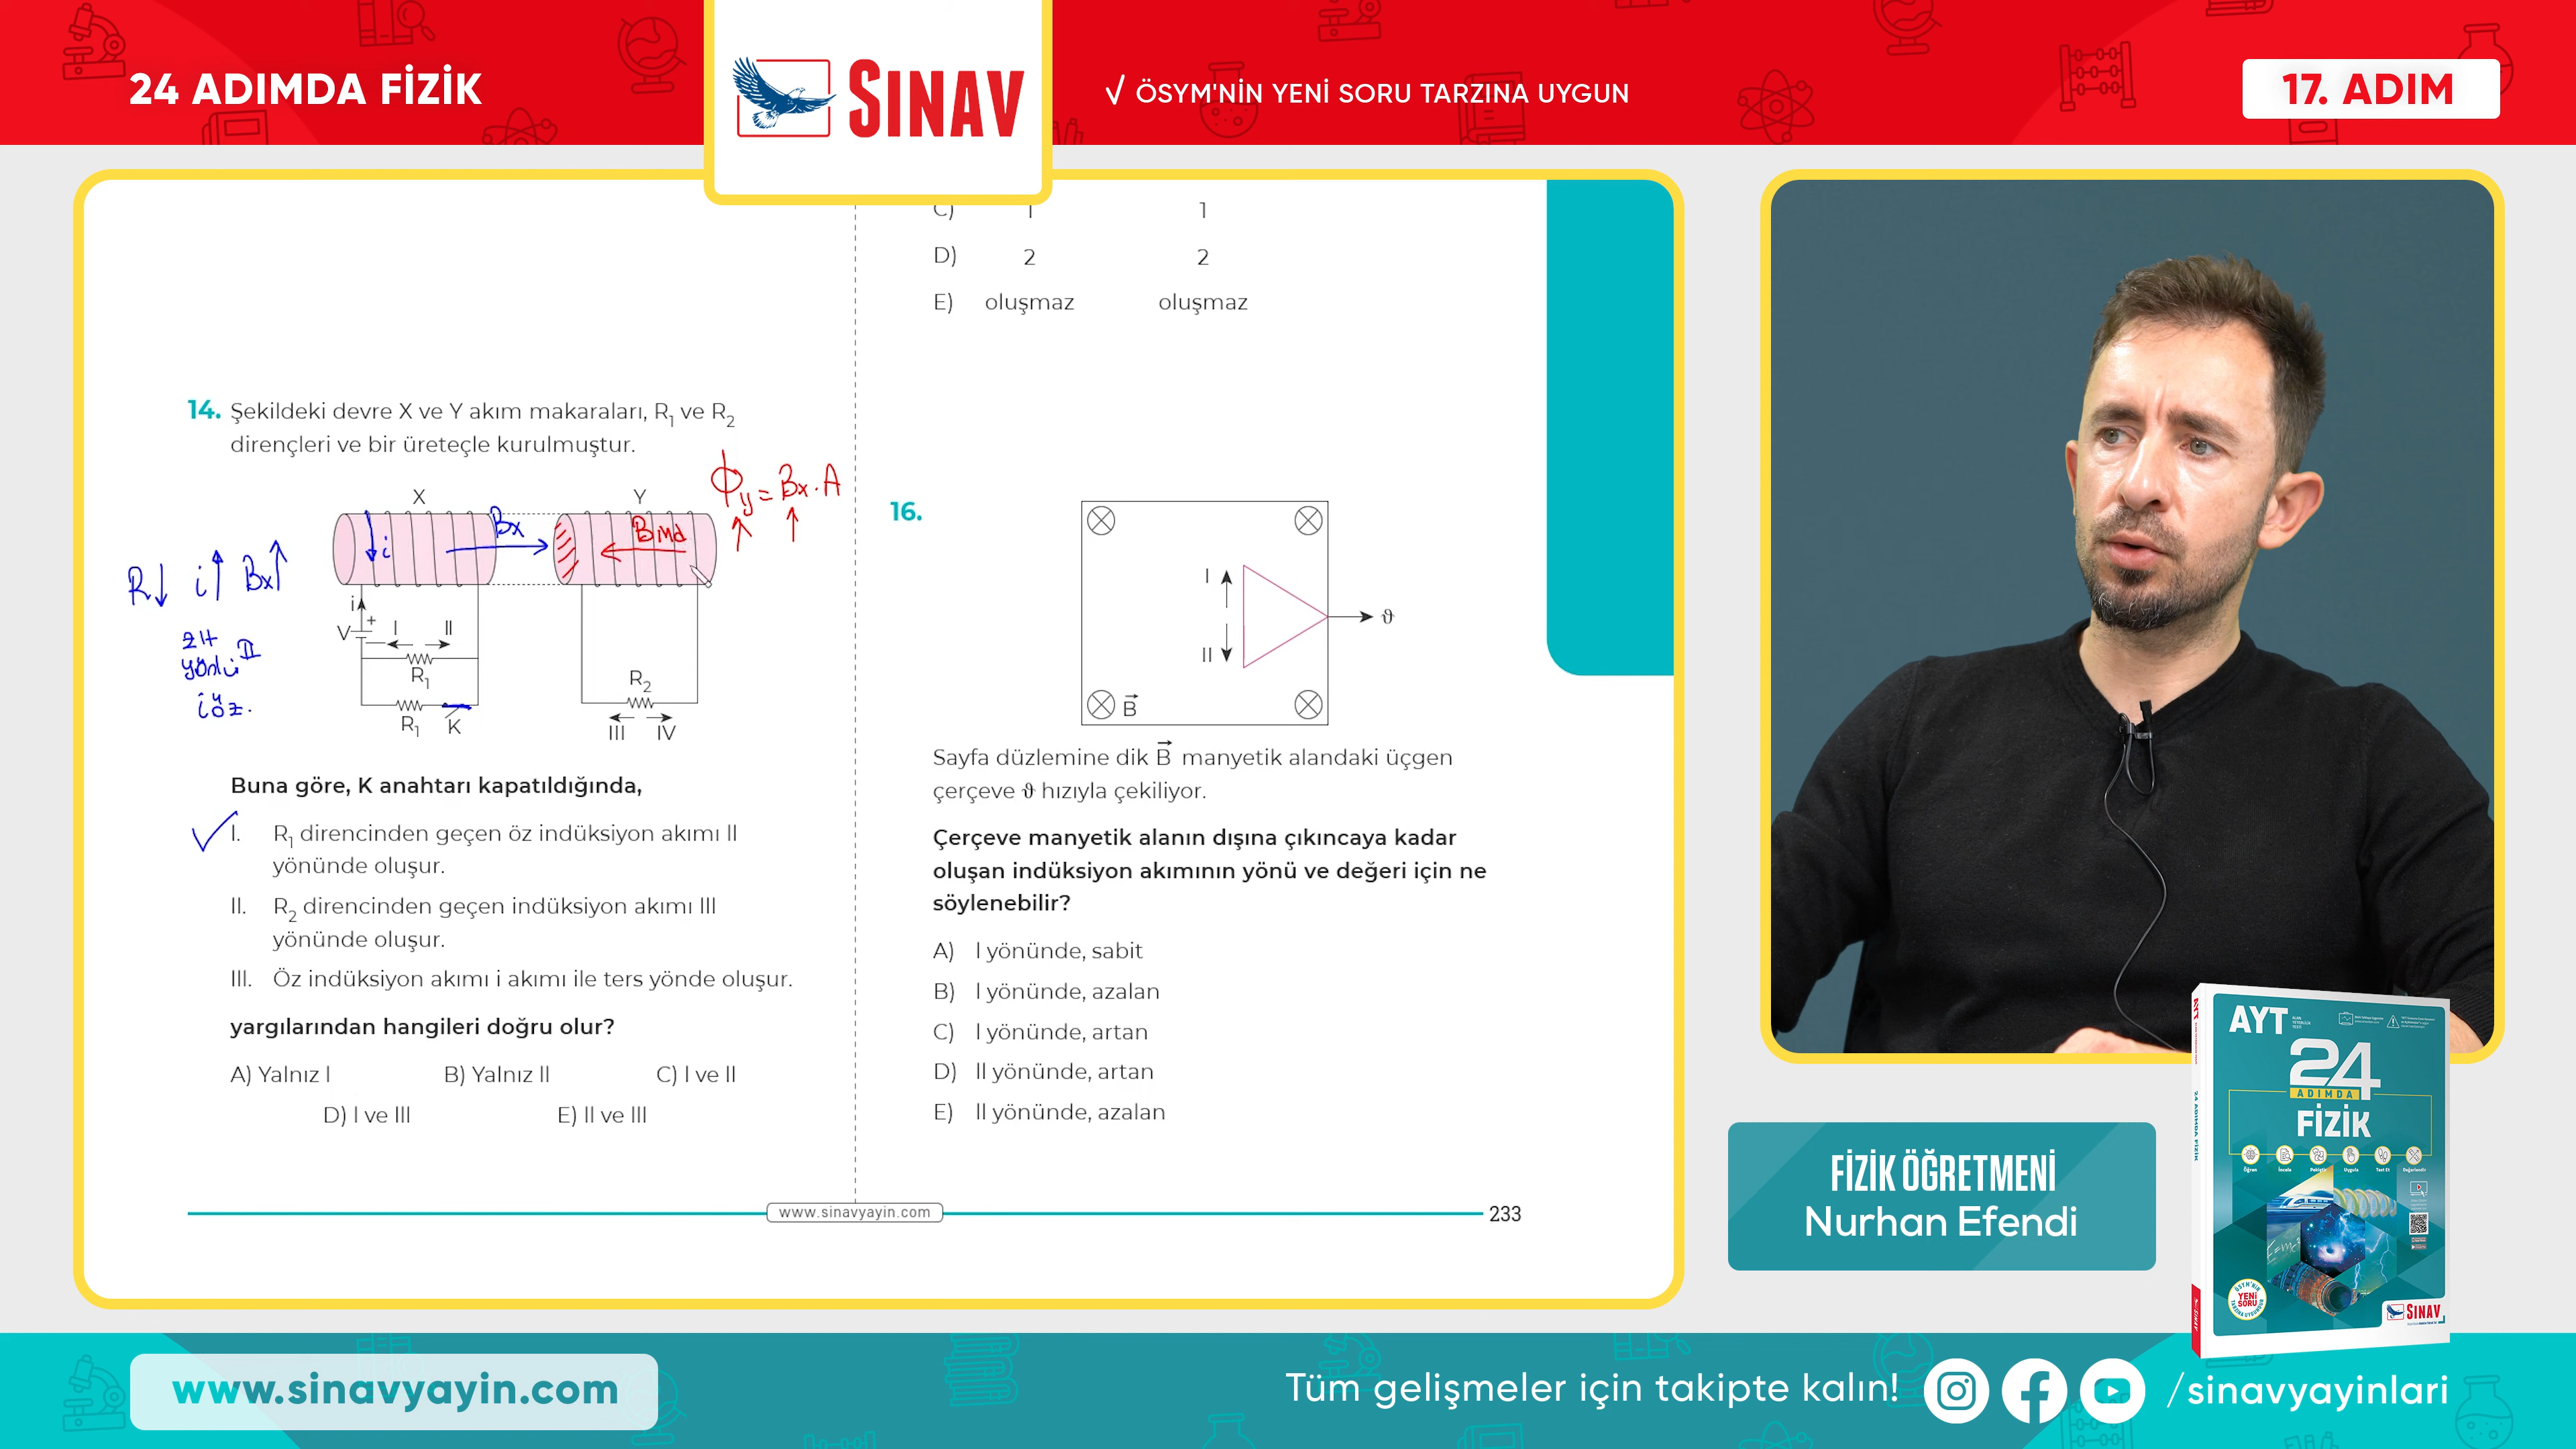 24 ADIMDA FİZİK
SINAV
√ ÖSYM'NİN YENİ SORU TARZINA UYGUN
17. ADIM
14. Şekildeki devre X ve Y akım makaraları, R1 ve R2
dirençleri ve bir üreteçle kurulmuştur.
X
Y
ϕy = Bx . A
Bx
BMd
i
R↓ i↑ Bx↑
i
V
+
I
II
R1
R1
K
zıt
yönlü II
iöz.
R2
III
IV
Buna göre, K anahtarı kapatıldığında,
I. R1 direncinden geçen öz indüksiyon akımı II
yönünde oluşur.
II. R2 direncinden geçen indüksiyon akımı III
yönünde oluşur.
III. Öz indüksiyon akımı i akımı ile ters yönde oluşur.
yargılarından hangileri doğru olur?
A) Yalnız I B) Yalnız II C) I ve II
D) I ve III E) II ve III
C) 1 1
D) 2 2
E) oluşmaz oluşmaz
16.
I
II
ϑ
B
Sayfa düzlemine dik B manyetik alandaki üçgen
çerçeve ϑ hızıyla çekiliyor.
Çerçeve manyetik alanın dışına çıkıncaya kadar
oluşan indüksiyon akımının yönü ve değeri için ne
söylenebilir?
A) I yönünde, sabit
B) I yönünde, azalan
C) I yönünde, artan
D) II yönünde, artan
E) II yönünde, azalan
www.sinavyayin.com
233
FİZİK ÖĞRETMENİ
Nurhan Efendi
AYT
24
ADIMDA
FİZİK
YENİ
SORU
SINAV
www.sinavyayin.com
Tüm gelişmeler için takipte kalın!
/sinavyayinlari